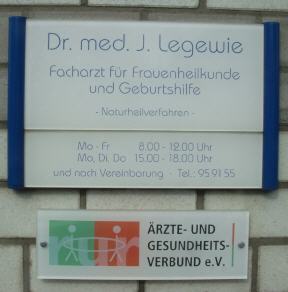 Dr. med. J. Legewie
Facharzt für Frauenheilkunde
und Geburtshilfe
- Naturheilverfahren -
Mo - Fr 8.00 - 12.00 Uhr
Mo, Di, Do 15.00 - 18.00 Uhr
und nach Vereinbarung · Tel.: 95 91 55
rur
ÄRZTE- UND
GESUNDHEITS-
VERBUND e.V.